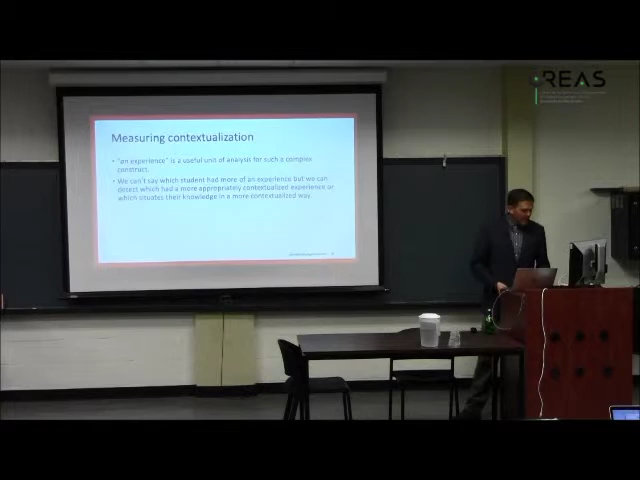 CREAS
Measuring contextualization
• "an experience" is a useful unit of analysis for such a complex
construct.
• We can't say which student had more of an experience but we can
detect which had a more appropriately contextualized experience or
which situates their knowledge in a more contextualized way.